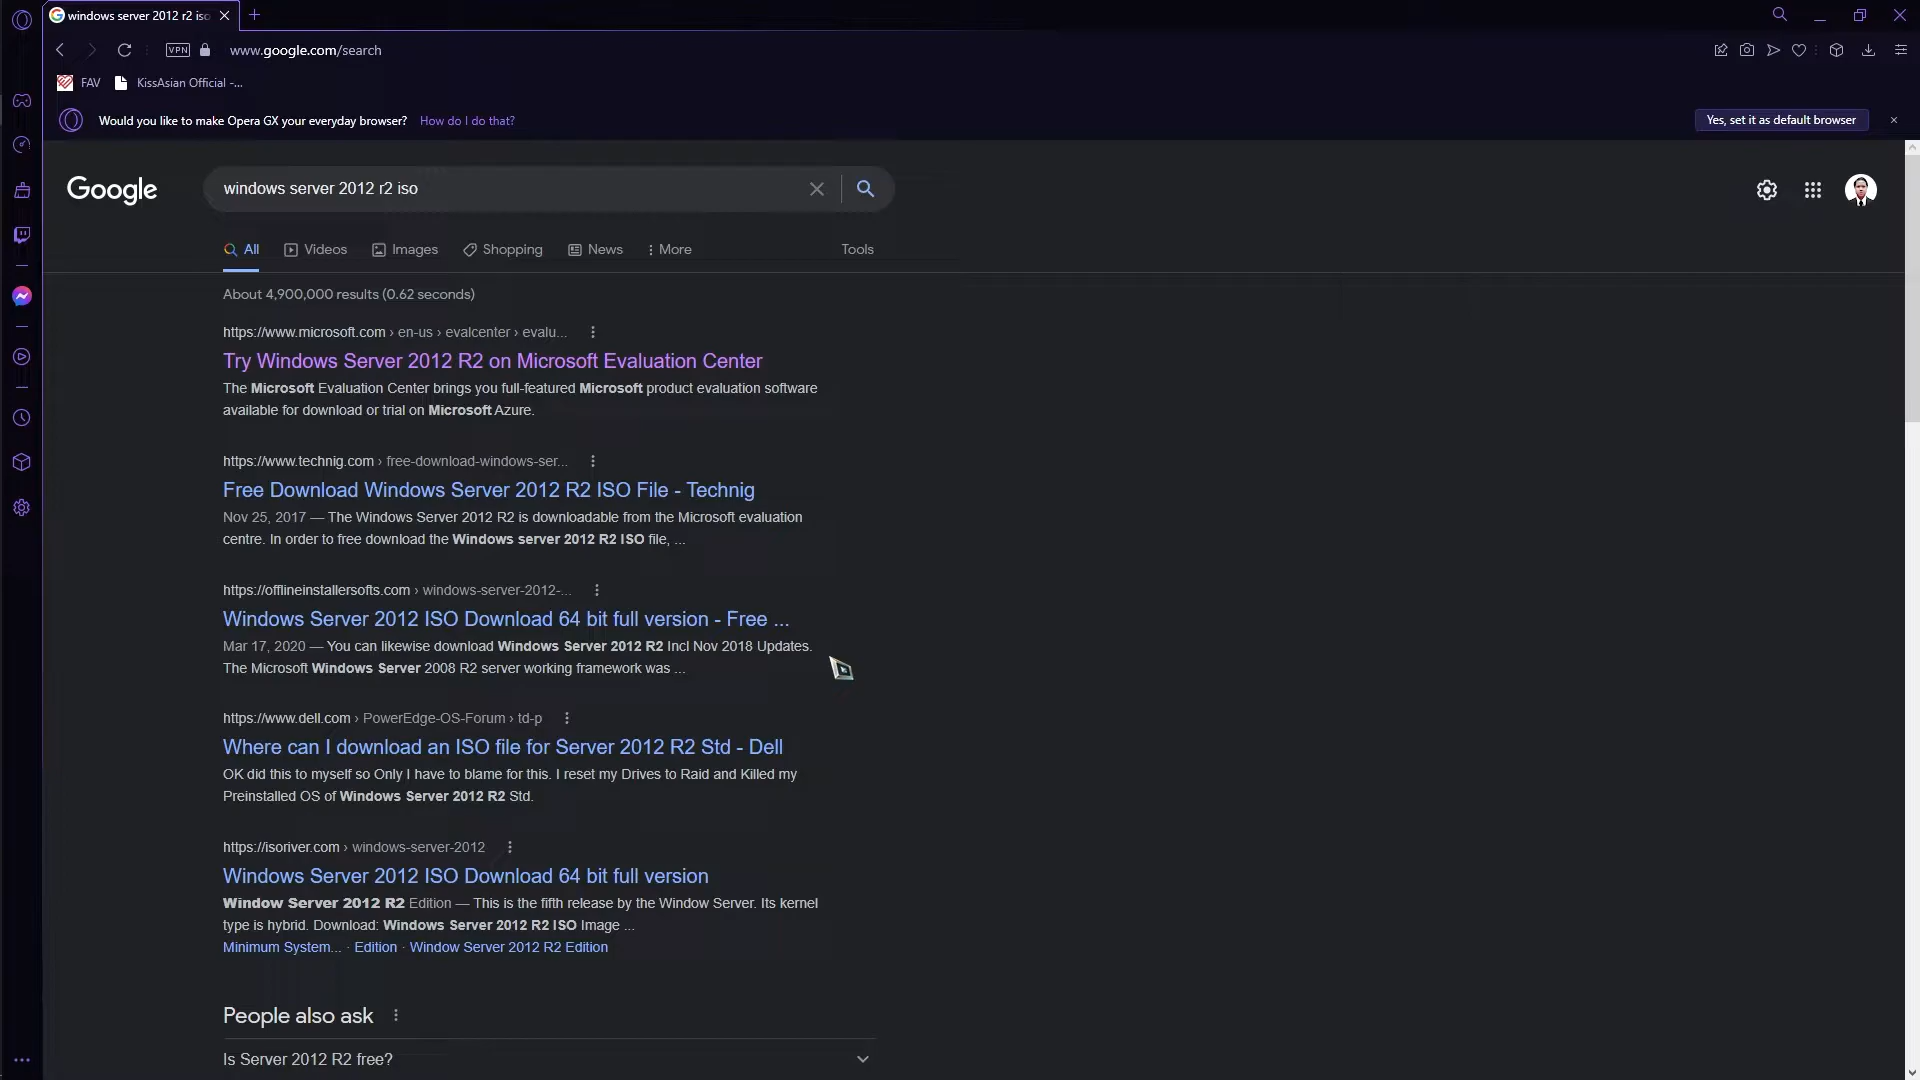 windows server 2012 r2 iso
VPN
www.google.com/search
FAV
KissAsian Official -...
Would you like to make Opera GX your everyday browser? How do I do that?
Yes, set it as default browser
Google
windows server 2012 r2 iso
All
Videos
Images
Shopping
News
More
Tools
About 4,900,000 results (0.62 seconds)
https://www.microsoft.com › en-us › evalcenter › evalu...
Try Windows Server 2012 R2 on Microsoft Evaluation Center
The Microsoft Evaluation Center brings you full-featured Microsoft product evaluation software
available for download or trial on Microsoft Azure.
https://www.technig.com › free-download-windows-ser...
Free Download Windows Server 2012 R2 ISO File - Technig
Nov 25, 2017 — The Windows Server 2012 R2 is downloadable from the Microsoft evaluation
centre. In order to free download the Windows server 2012 R2 ISO file, ...
https://offlineinstallersofts.com › windows-server-2012-...
Windows Server 2012 ISO Download 64 bit full version - Free ...
Mar 17, 2020 — You can likewise download Windows Server 2012 R2 Incl Nov 2018 Updates.
The Microsoft Windows Server 2008 R2 server working framework was ...
https://www.dell.com › PowerEdge-OS-Forum › td-p
Where can I download an ISO file for Server 2012 R2 Std - Dell
OK did this to myself so Only I have to blame for this. I reset my Drives to Raid and Killed my
Preinstalled OS of Windows Server 2012 R2 Std.
https://isoriver.com › windows-server-2012
Windows Server 2012 ISO Download 64 bit full version
Window Server 2012 R2 Edition — This is the fifth release by the Window Server. Its kernel
type is hybrid. Download: Windows Server 2012 R2 ISO Image ...
Minimum System... · Edition · Window Server 2012 R2 Edition
People also ask
Is Server 2012 R2 free?